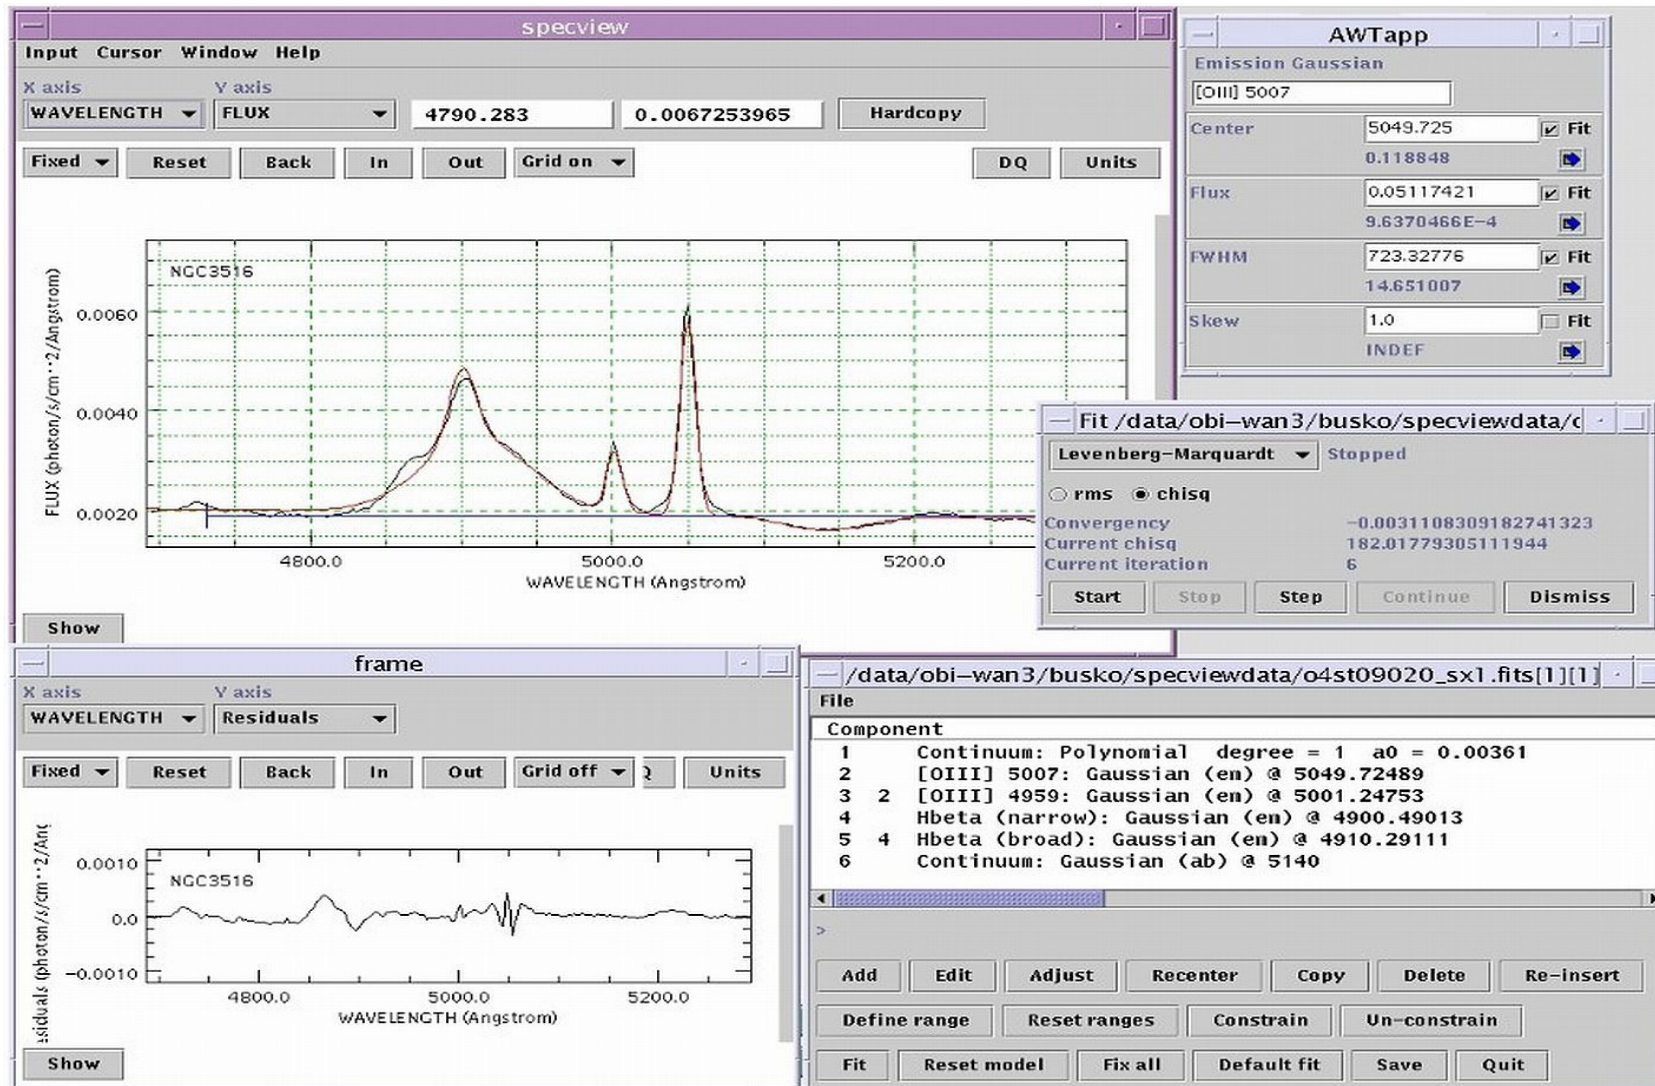 specview
Input Cursor Window Help
X axis Y axis
WAVELENGTH FLUX 4790.283 0.0067253965 Hardcopy
Fixed Reset Back In Out Grid on DQ Units
NGC3516
FLUX (photon/s/cm**2/Angstrom)
0.0060
0.0040
0.0020
4800.0 5000.0 5200.0
WAVELENGTH (Angstrom)
Show
AWTapp
Emission Gaussian
[OIII] 5007
Center 5049.725 Fit
0.118848
Flux 0.05117421 Fit
9.6370466E-4
FWHM 723.32776 Fit
14.651007
Skew 1.0 Fit
INDEF
Fit /data/obi-wan3/busko/specviewdata/c
Levenberg-Marquardt Stopped
rms chisq
Convergency -0.0031108309182741323
Current chisq 182.01779305111944
Current iteration 6
Start Stop Step Continue Dismiss
frame
X axis Y axis
WAVELENGTH Residuals
Fixed Reset Back In Out Grid off Units
siduals (photon/s/cm**2/Ang
0.0010
NGC3516
0.0
-0.0010
4800.0 5000.0 5200.0
WAVELENGTH (Angstrom)
Show
/data/obi-wan3/busko/specviewdata/o4st09020_sx1.fits[1][1]
File
Component
1 Continuum: Polynomial degree = 1 a0 = 0.00361
2 [OIII] 5007: Gaussian (em) @ 5049.72489
3 2 [OIII] 4959: Gaussian (em) @ 5001.24753
4 Hbeta (narrow): Gaussian (em) @ 4900.49013
5 4 Hbeta (broad): Gaussian (em) @ 4910.29111
6 Continuum: Gaussian (ab) @ 5140
>
Add Edit Adjust Recenter Copy Delete Re-insert
Define range Reset ranges Constrain Un-constrain
Fit Reset model Fix all Default fit Save Quit